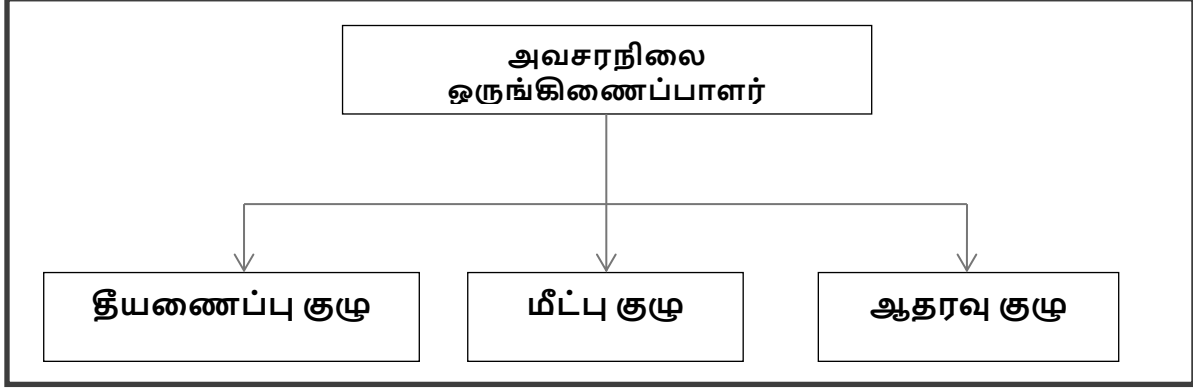 அவசரநிலை
ஒருங்கிணைப்பாளர்
தீயணைப்பு குழு
மீட்பு குழு
ஆதரவு குழு